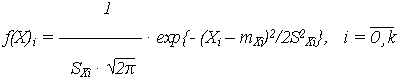 f(X)i = 1 / (SXi · √2π) · exp{- (Xi – mXi)²/2S²Xi}, i = 0,k